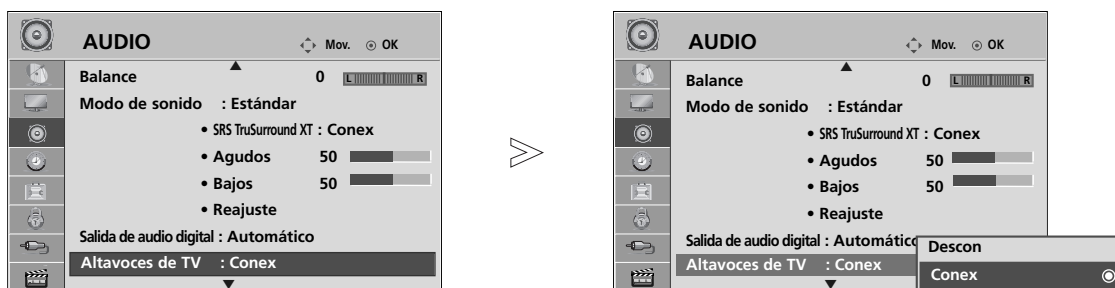 AUDIO
Mov. OK
Balance 0 L R
Modo de sonido : Estándar
• SRS TruSurround XT : Conex
• Agudos 50
• Bajos 50
• Reajuste
Salida de audio digital : Automático
Altavoces de TV : Conex
AUDIO
Mov. OK
Balance 0 L R
Modo de sonido : Estándar
• SRS TruSurround XT : Conex
• Agudos 50
• Bajos 50
• Reajuste
Salida de audio digital : Automátic
Altavoces de TV : Conex
Descon
Conex